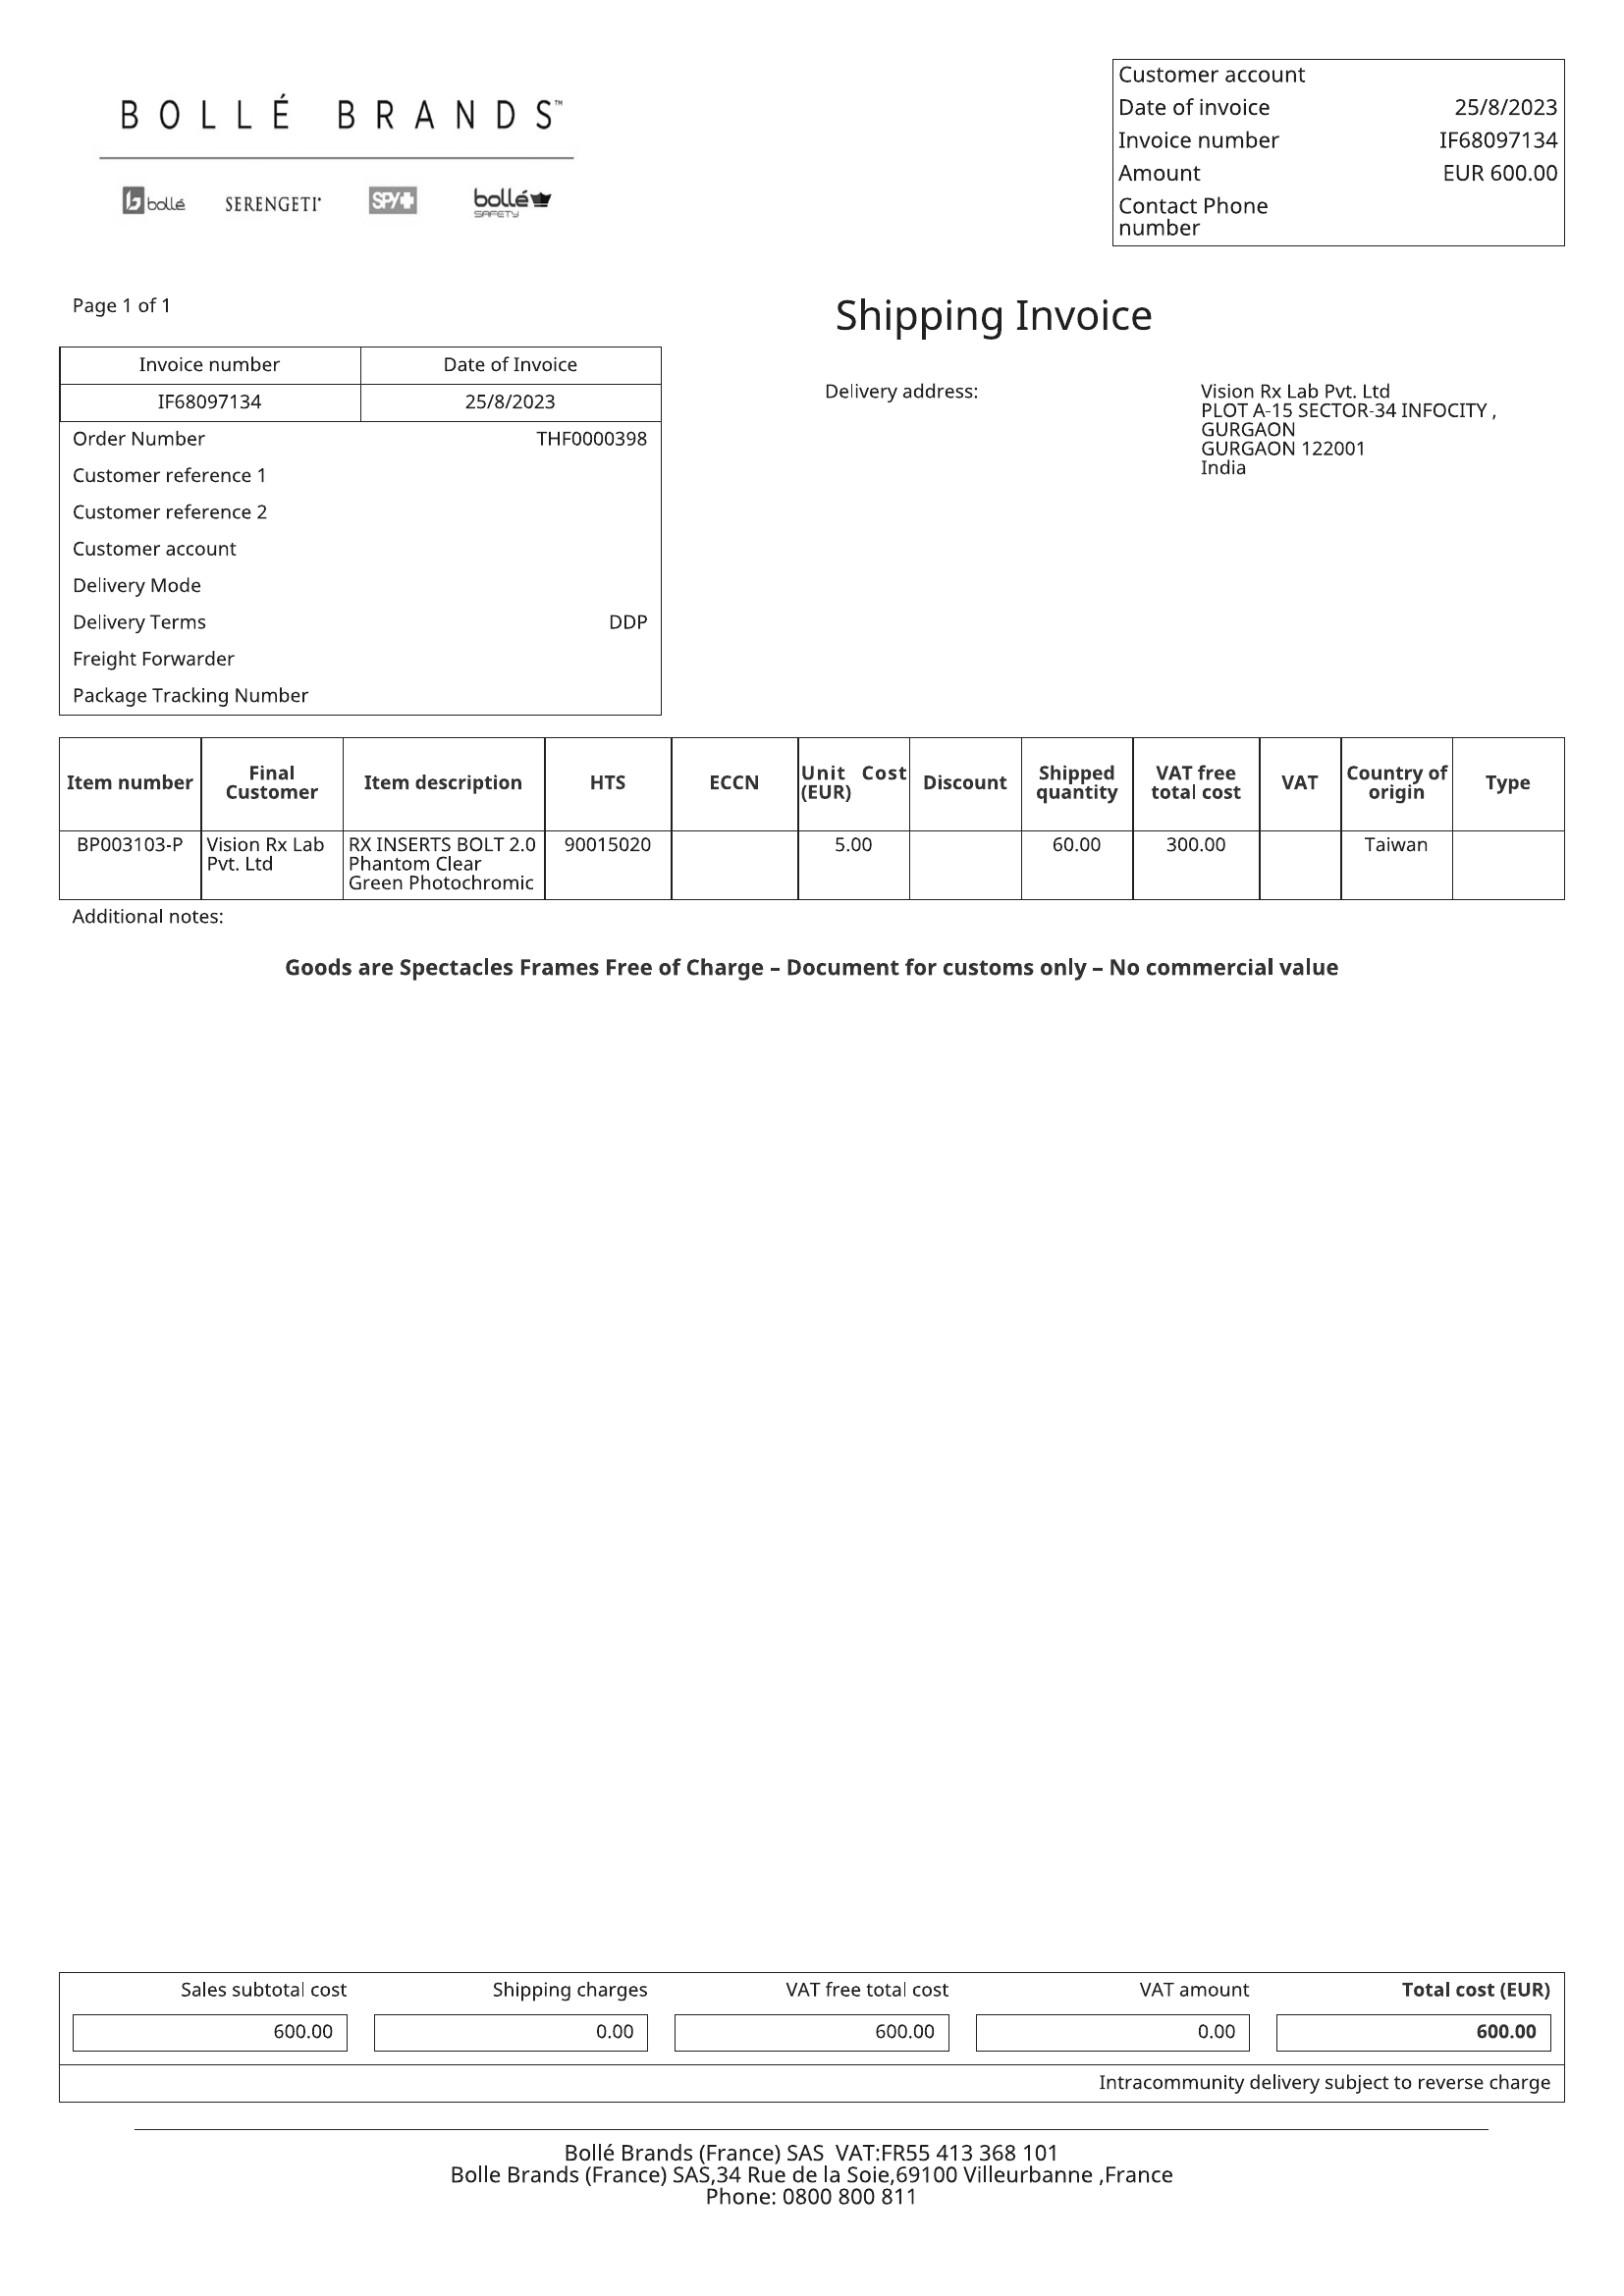 BOLLÉ BRANDS™
bollé SERENGETI® SPY+ bollé SAFETY
Customer account
Date of invoice 25/8/2023
Invoice number IF68097134
Amount EUR 600.00
Contact Phone
number
Page 1 of 1
Shipping Invoice
Invoice number Date of Invoice
IF68097134 25/8/2023
Order Number THF0000398
Customer reference 1
Customer reference 2
Customer account
Delivery Mode
Delivery Terms DDP
Freight Forwarder
Package Tracking Number
Delivery address: Vision Rx Lab Pvt. Ltd
PLOT A-15 SECTOR-34 INFOCITY ,
GURGAON
GURGAON 122001
India
Item number Final Customer Item description HTS ECCN Unit Cost (EUR) Discount Shipped quantity VAT free total cost VAT Country of origin Type
BP003103-P Vision Rx Lab RX INSERTS BOLT 2.0 90015020 5.00 60.00 300.00 Taiwan
Pvt. Ltd Phantom Clear
Green Photochromic
Additional notes:
Goods are Spectacles Frames Free of Charge – Document for customs only – No commercial value
Sales subtotal cost Shipping charges VAT free total cost VAT amount Total cost (EUR)
600.00 0.00 600.00 0.00 600.00
Intracommunity delivery subject to reverse charge
Bollé Brands (France) SAS VAT:FR55 413 368 101
Bolle Brands (France) SAS,34 Rue de la Soie,69100 Villeurbanne ,France
Phone: 0800 800 811